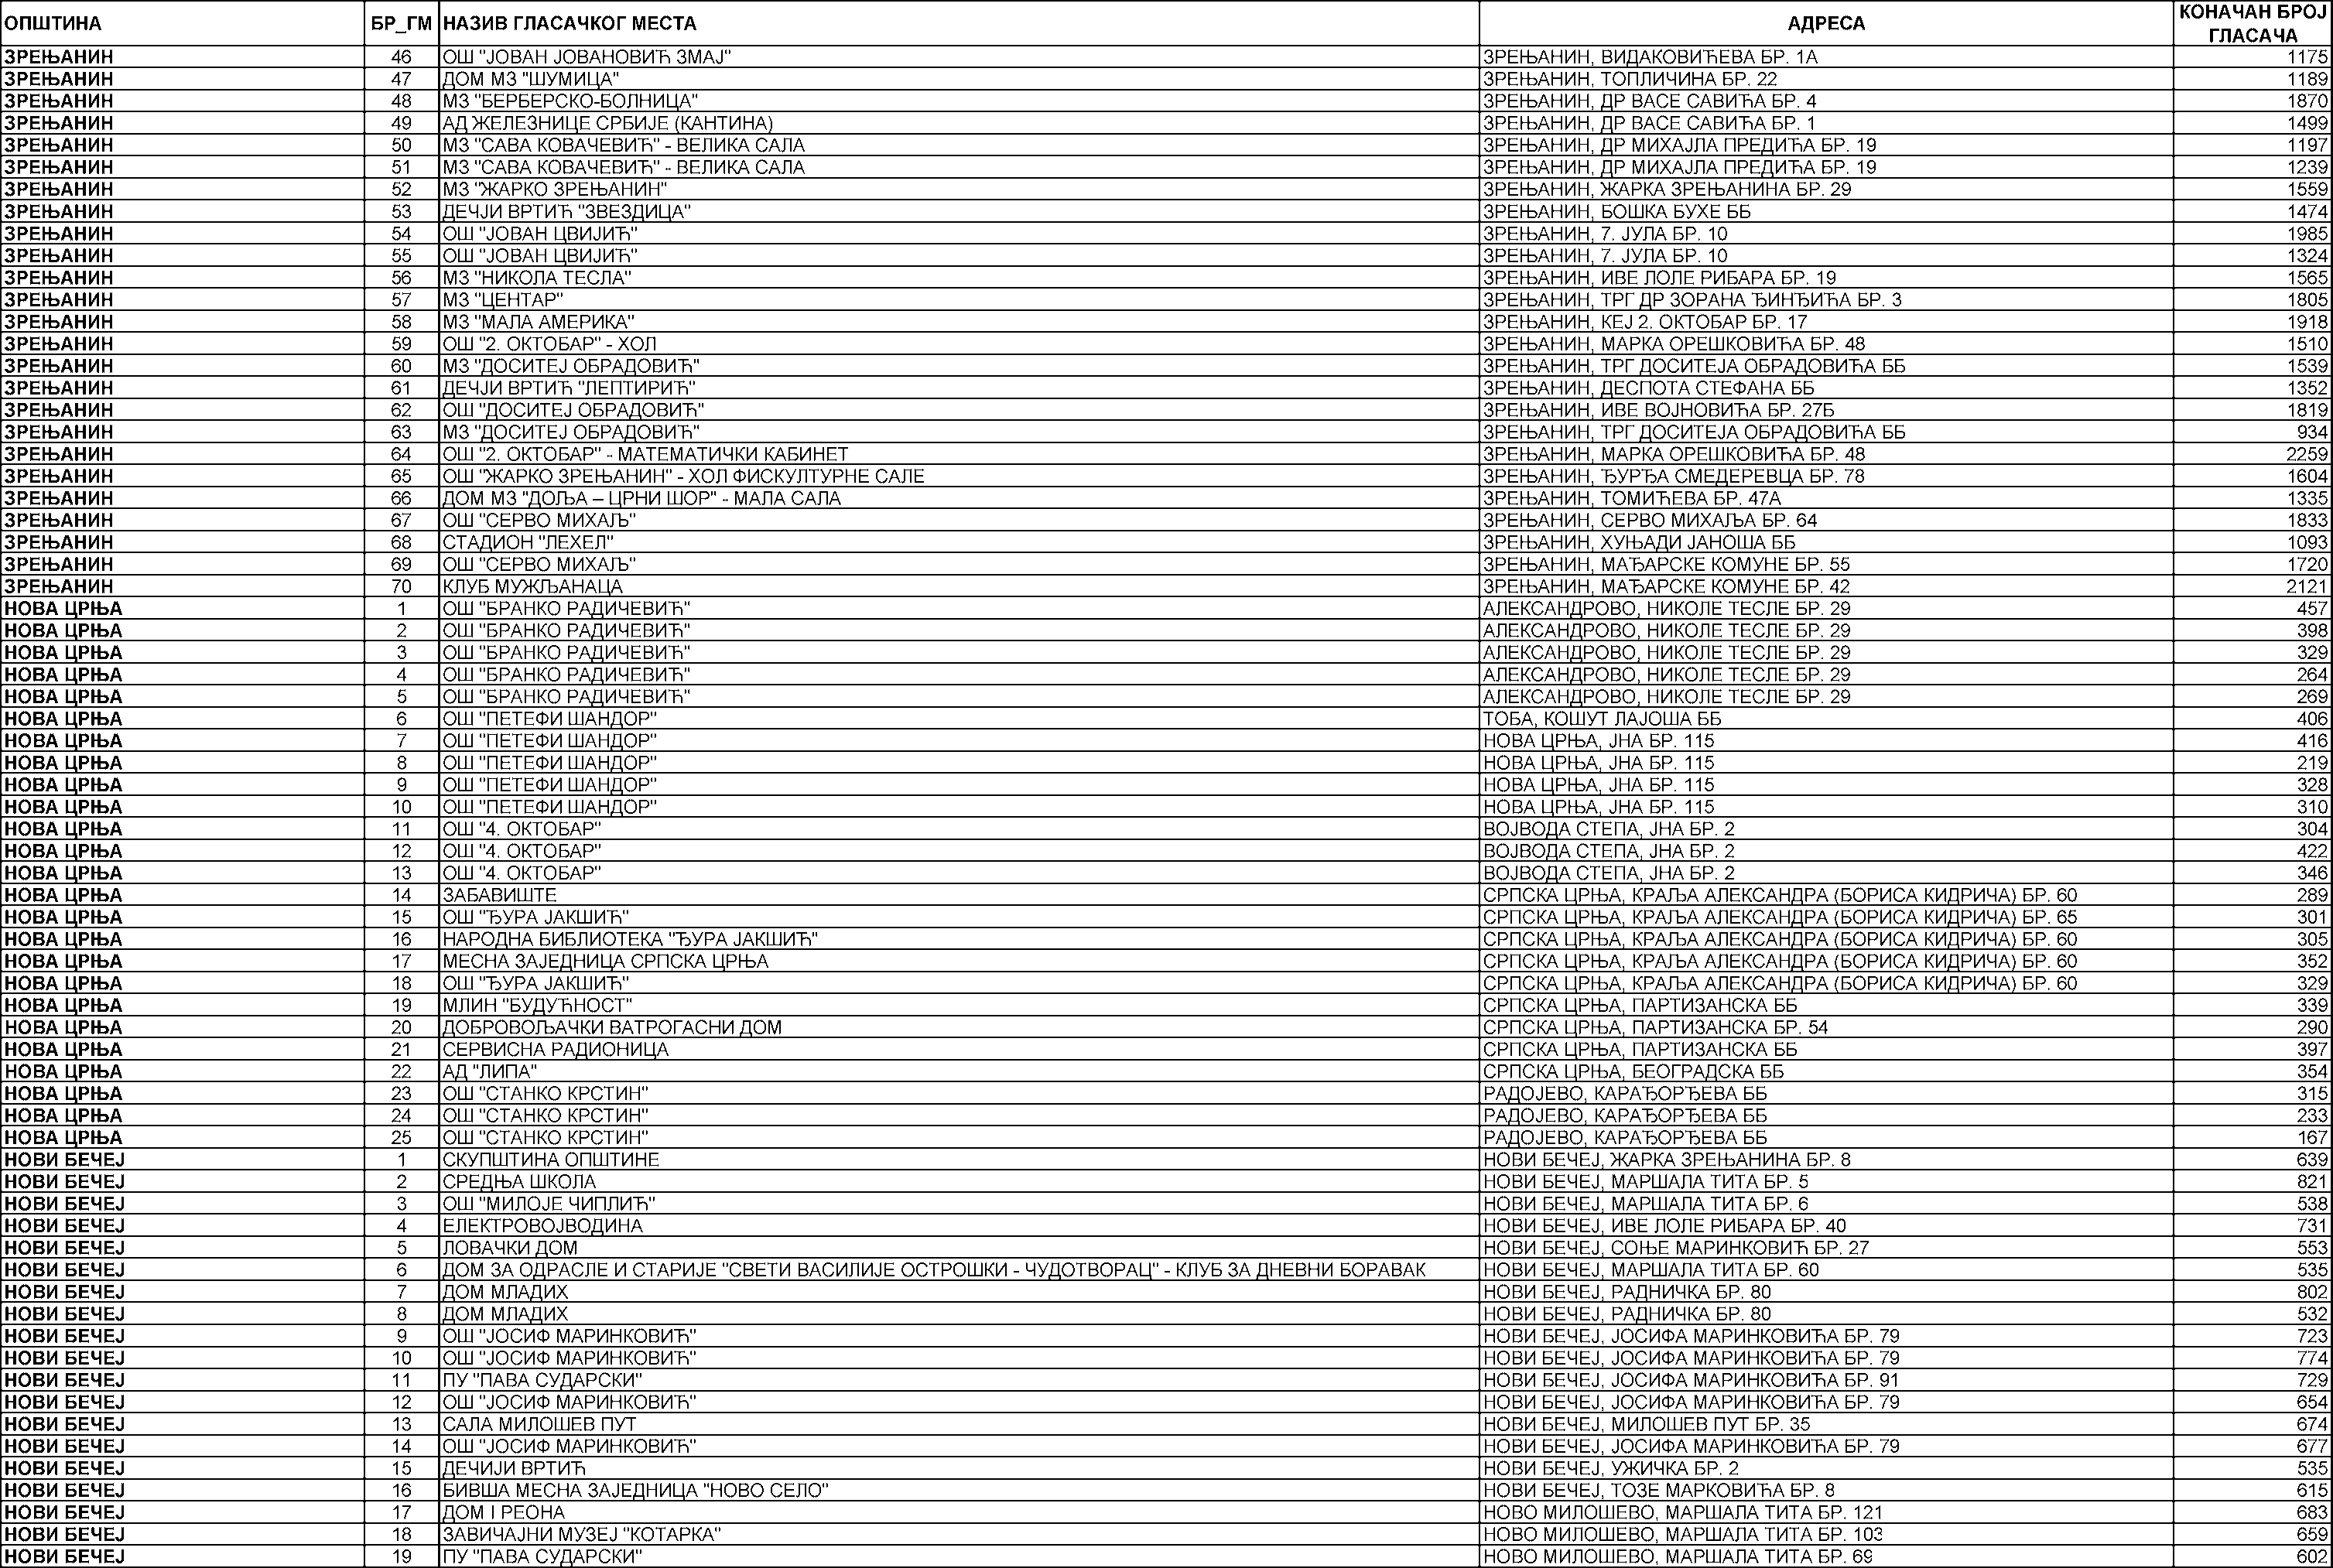 ОПШТИНА БР_ГМ НАЗИВ ГЛАСАЧКОГ МЕСТА АДРЕСА КОНАЧАН БРОЈ ГЛАСАЧА
ЗРЕЊАНИН 46 ОШ "ЈОВАН ЈОВАНОВИЋ ЗМАЈ" ЗРЕЊАНИН, ВИДАКОВИЋЕВА БР. 1А 1175
ЗРЕЊАНИН 47 ДОМ МЗ "ШУМИЦА" ЗРЕЊАНИН, ТОПЛИЧИНА БР. 22 1189
ЗРЕЊАНИН 48 МЗ "БЕРБЕРСКО-БОЛНИЦА" ЗРЕЊАНИН, ДР ВАСЕ САВИЋА БР. 4 1870
ЗРЕЊАНИН 49 АД ЖЕЛЕЗНИЦЕ СРБИЈЕ (КАНТИНА) ЗРЕЊАНИН, ДР ВАСЕ САВИЋА БР. 1 1499
ЗРЕЊАНИН 50 МЗ "САВА КОВАЧЕВИЋ" - ВЕЛИКА САЛА ЗРЕЊАНИН, ДР МИХАЈЛА ПРЕДИЋА БР. 19 1197
ЗРЕЊАНИН 51 МЗ "САВА КОВАЧЕВИЋ" - ВЕЛИКА САЛА ЗРЕЊАНИН, ДР МИХАЈЛА ПРЕДИЋА БР. 19 1239
ЗРЕЊАНИН 52 МЗ "ЖАРКО ЗРЕЊАНИН" ЗРЕЊАНИН, ЖАРКА ЗРЕЊАНИНА БР. 29 1559
ЗРЕЊАНИН 53 ДЕЧЈИ ВРТИЋ "ЗВЕЗДИЦА" ЗРЕЊАНИН, БОШКА БУХЕ ББ 1474
ЗРЕЊАНИН 54 ОШ "ЈОВАН ЦВИЈИЋ" ЗРЕЊАНИН, 7. ЈУЛА БР. 10 1985
ЗРЕЊАНИН 55 ОШ "ЈОВАН ЦВИЈИЋ" ЗРЕЊАНИН, 7. ЈУЛА БР. 10 1324
ЗРЕЊАНИН 56 МЗ "НИКОЛА ТЕСЛА" ЗРЕЊАНИН, ИВЕ ЛОЛЕ РИБАРА БР. 19 1565
ЗРЕЊАНИН 57 МЗ "ЦЕНТАР" ЗРЕЊАНИН, ТРГ ДР ЗОРАНА ЂИНЂИЋА БР. 3 1805
ЗРЕЊАНИН 58 МЗ "МАЛА АМЕРИКА" ЗРЕЊАНИН, КЕЈ 2. ОКТОБАР БР. 17 1918
ЗРЕЊАНИН 59 ОШ "2. ОКТОБАР" - ХОЛ ЗРЕЊАНИН, МАРКА ОРЕШКОВИЋА БР. 48 1510
ЗРЕЊАНИН 60 МЗ "ДОСИТЕЈ ОБРАДОВИЋ" ЗРЕЊАНИН, ТРГ ДОСИТЕЈА ОБРАДОВИЋА ББ 1539
ЗРЕЊАНИН 61 ДЕЧЈИ ВРТИЋ "ЛЕПТИРИЋ" ЗРЕЊАНИН, ДЕСПОТА СТЕФАНА ББ 1352
ЗРЕЊАНИН 62 ОШ "ДОСИТЕЈ ОБРАДОВИЋ" ЗРЕЊАНИН, ИВЕ ВОЈНОВИЋА БР. 27Б 1819
ЗРЕЊАНИН 63 МЗ "ДОСИТЕЈ ОБРАДОВИЋ" ЗРЕЊАНИН, ТРГ ДОСИТЕЈА ОБРАДОВИЋА ББ 934
ЗРЕЊАНИН 64 ОШ "2. ОКТОБАР" - МАТЕМАТИЧКИ КАБИНЕТ ЗРЕЊАНИН, МАРКА ОРЕШКОВИЋА БР. 48 2259
ЗРЕЊАНИН 65 ОШ "ЖАРКО ЗРЕЊАНИН" - ХОЛ ФИСКУЛТУРНЕ САЛЕ ЗРЕЊАНИН, ЂУРЂА СМЕДЕРЕВЦА БР. 78 1604
ЗРЕЊАНИН 66 ДОМ МЗ "ДОЉА – ЦРНИ ШОР" - МАЛА САЛА ЗРЕЊАНИН, ТОМИЋЕВА БР. 47А 1335
ЗРЕЊАНИН 67 ОШ "СЕРВО МИХАЉ" ЗРЕЊАНИН, СЕРВО МИХАЉА БР. 64 1833
ЗРЕЊАНИН 68 СТАДИОН "ЛЕХЕЛ" ЗРЕЊАНИН, ХУЊАДИ ЈАНОША ББ 1093
ЗРЕЊАНИН 69 ОШ "СЕРВО МИХАЉ" ЗРЕЊАНИН, МАЂАРСКЕ КОМУНЕ БР. 55 1720
ЗРЕЊАНИН 70 КЛУБ МУЖЉАНАЦА ЗРЕЊАНИН, МАЂАРСКЕ КОМУНЕ БР. 42 2121
НОВА ЦРЊА 1 ОШ "БРАНКО РАДИЧЕВИЋ" АЛЕКСАНДРОВО, НИКОЛЕ ТЕСЛЕ БР. 29 457
НОВА ЦРЊА 2 ОШ "БРАНКО РАДИЧЕВИЋ" АЛЕКСАНДРОВО, НИКОЛЕ ТЕСЛЕ БР. 29 398
НОВА ЦРЊА 3 ОШ "БРАНКО РАДИЧЕВИЋ" АЛЕКСАНДРОВО, НИКОЛЕ ТЕСЛЕ БР. 29 329
НОВА ЦРЊА 4 ОШ "БРАНКО РАДИЧЕВИЋ" АЛЕКСАНДРОВО, НИКОЛЕ ТЕСЛЕ БР. 29 264
НОВА ЦРЊА 5 ОШ "БРАНКО РАДИЧЕВИЋ" АЛЕКСАНДРОВО, НИКОЛЕ ТЕСЛЕ БР. 29 269
НОВА ЦРЊА 6 ОШ "ПЕТЕФИ ШАНДОР" ТОБА, КОШУТ ЛАЈОША ББ 406
НОВА ЦРЊА 7 ОШ "ПЕТЕФИ ШАНДОР" НОВА ЦРЊА, ЈНА БР. 115 416
НОВА ЦРЊА 8 ОШ "ПЕТЕФИ ШАНДОР" НОВА ЦРЊА, ЈНА БР. 115 219
НОВА ЦРЊА 9 ОШ "ПЕТЕФИ ШАНДОР" НОВА ЦРЊА, ЈНА БР. 115 328
НОВА ЦРЊА 10 ОШ "ПЕТЕФИ ШАНДОР" НОВА ЦРЊА, ЈНА БР. 115 310
НОВА ЦРЊА 11 ОШ "4. ОКТОБАР" ВОЈВОДА СТЕПА, ЈНА БР. 2 304
НОВА ЦРЊА 12 ОШ "4. ОКТОБАР" ВОЈВОДА СТЕПА, ЈНА БР. 2 422
НОВА ЦРЊА 13 ОШ "4. ОКТОБАР" ВОЈВОДА СТЕПА, ЈНА БР. 2 346
НОВА ЦРЊА 14 ЗАБАВИШТЕ СРПСКА ЦРЊА, КРАЉА АЛЕКСАНДРА (БОРИСА КИДРИЧА) БР. 60 289
НОВА ЦРЊА 15 ОШ "ЂУРА ЈАКШИЋ" СРПСКА ЦРЊА, КРАЉА АЛЕКСАНДРА (БОРИСА КИДРИЧА) БР. 65 301
НОВА ЦРЊА 16 НАРОДНА БИБЛИОТЕКА "ЂУРА ЈАКШИЋ" СРПСКА ЦРЊА, КРАЉА АЛЕКСАНДРА (БОРИСА КИДРИЧА) БР. 60 305
НОВА ЦРЊА 17 МЕСНА ЗАЈЕДНИЦА СРПСКА ЦРЊА СРПСКА ЦРЊА, КРАЉА АЛЕКСАНДРА (БОРИСА КИДРИЧА) БР. 60 352
НОВА ЦРЊА 18 ОШ "ЂУРА ЈАКШИЋ" СРПСКА ЦРЊА, КРАЉА АЛЕКСАНДРА (БОРИСА КИДРИЧА) БР. 60 329
НОВА ЦРЊА 19 МЛИН "БУДУЋНОСТ" СРПСКА ЦРЊА, ПАРТИЗАНСКА ББ 339
НОВА ЦРЊА 20 ДОБРОВОЉАЧКИ ВАТРОГАСНИ ДОМ СРПСКА ЦРЊА, ПАРТИЗАНСКА БР. 54 290
НОВА ЦРЊА 21 СЕРВИСНА РАДИОНИЦА СРПСКА ЦРЊА, ПАРТИЗАНСКА ББ 397
НОВА ЦРЊА 22 АД "ЛИПА" СРПСКА ЦРЊА, БЕОГРАДСКА ББ 354
НОВА ЦРЊА 23 ОШ "СТАНКО КРСТИН" РАДОЈЕВО, КАРАЂОРЂЕВА ББ 315
НОВА ЦРЊА 24 ОШ "СТАНКО КРСТИН" РАДОЈЕВО, КАРАЂОРЂЕВА ББ 233
НОВА ЦРЊА 25 ОШ "СТАНКО КРСТИН" РАДОЈЕВО, КАРАЂОРЂЕВА ББ 167
НОВИ БЕЧЕЈ 1 СКУПШТИНА ОПШТИНЕ НОВИ БЕЧЕЈ, ЖАРКА ЗРЕЊАНИНА БР. 8 639
НОВИ БЕЧЕЈ 2 СРЕДЊА ШКОЛА НОВИ БЕЧЕЈ, МАРШАЛА ТИТА БР. 5 821
НОВИ БЕЧЕЈ 3 ОШ "МИЛОЈЕ ЧИПЛИЋ" НОВИ БЕЧЕЈ, МАРШАЛА ТИТА БР. 6 538
НОВИ БЕЧЕЈ 4 ЕЛЕКТРОВОЈВОДИНА НОВИ БЕЧЕЈ, ИВЕ ЛОЛЕ РИБАРА БР. 40 731
НОВИ БЕЧЕЈ 5 ЛОВАЧКИ ДОМ НОВИ БЕЧЕЈ, СОЊЕ МАРИНКОВИЋ БР. 27 553
НОВИ БЕЧЕЈ 6 ДОМ ЗА ОДРАСЛЕ И СТАРИЈЕ "СВЕТИ ВАСИЛИЈЕ ОСТРОШКИ - ЧУДОТВОРАЦ" - КЛУБ ЗА ДНЕВНИ БОРАВАК НОВИ БЕЧЕЈ, МАРШАЛА ТИТА БР. 60 535
НОВИ БЕЧЕЈ 7 ДОМ МЛАДИХ НОВИ БЕЧЕЈ, РАДНИЧКА БР. 80 802
НОВИ БЕЧЕЈ 8 ДОМ МЛАДИХ НОВИ БЕЧЕЈ, РАДНИЧКА БР. 80 532
НОВИ БЕЧЕЈ 9 ОШ "ЈОСИФ МАРИНКОВИЋ" НОВИ БЕЧЕЈ, ЈОСИФА МАРИНКОВИЋА БР. 79 723
НОВИ БЕЧЕЈ 10 ОШ "ЈОСИФ МАРИНКОВИЋ" НОВИ БЕЧЕЈ, ЈОСИФА МАРИНКОВИЋА БР. 79 774
НОВИ БЕЧЕЈ 11 ПУ "ПАВА СУДАРСКИ" НОВИ БЕЧЕЈ, ЈОСИФА МАРИНКОВИЋА БР. 91 729
НОВИ БЕЧЕЈ 12 ОШ "ЈОСИФ МАРИНКОВИЋ" НОВИ БЕЧЕЈ, ЈОСИФА МАРИНКОВИЋА БР. 79 654
НОВИ БЕЧЕЈ 13 САЛА МИЛОШЕВ ПУТ НОВИ БЕЧЕЈ, МИЛОШЕВ ПУТ БР. 35 674
НОВИ БЕЧЕЈ 14 ОШ "ЈОСИФ МАРИНКОВИЋ" НОВИ БЕЧЕЈ, ЈОСИФА МАРИНКОВИЋА БР. 79 677
НОВИ БЕЧЕЈ 15 ДЕЧИЈИ ВРТИЋ НОВИ БЕЧЕЈ, УЖИЧКА БР. 2 535
НОВИ БЕЧЕЈ 16 БИВША МЕСНА ЗАЈЕДНИЦА "НОВО СЕЛО" НОВИ БЕЧЕЈ, ТОЗЕ МАРКОВИЋА БР. 8 615
НОВИ БЕЧЕЈ 17 ДОМ I РЕОНА НОВО МИЛОШЕВО, МАРШАЛА ТИТА БР. 121 683
НОВИ БЕЧЕЈ 18 ЗАВИЧАЈНИ МУЗЕЈ "КОТАРКА" НОВО МИЛОШЕВО, МАРШАЛА ТИТА БР. 103 659
НОВИ БЕЧЕЈ 19 ПУ "ПАВА СУДАРСКИ" НОВО МИЛОШЕВО, МАРШАЛА ТИТА БР. 69 602